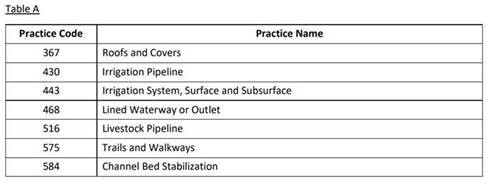 Table A
Practice Code Practice Name
367 Roofs and Covers
430 Irrigation Pipeline
443 Irrigation System, Surface and Subsurface
468 Lined Waterway or Outlet
516 Livestock Pipeline
575 Trails and Walkways
584 Channel Bed Stabilization